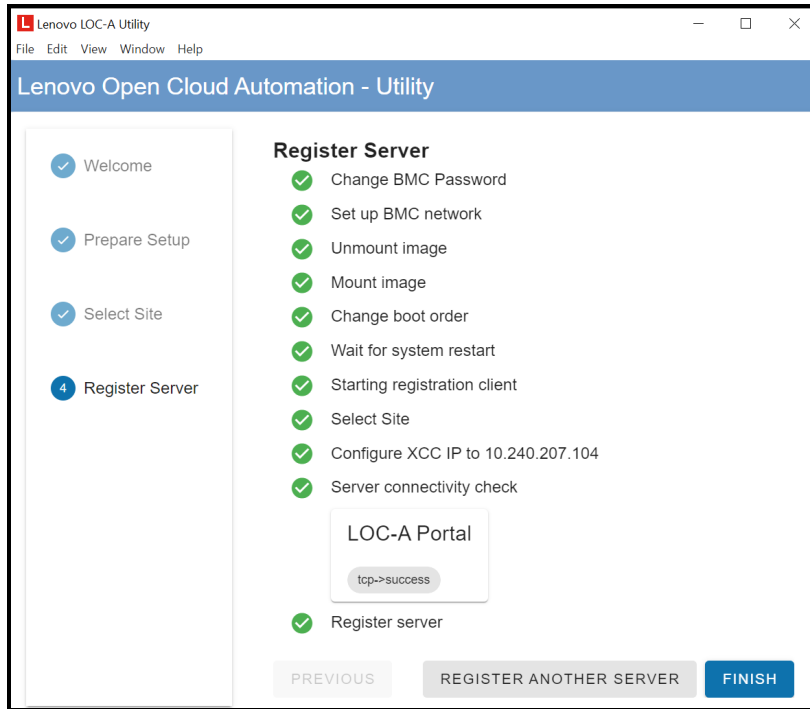 L Lenovo LOC-A Utility
File Edit View Window Help
Lenovo Open Cloud Automation - Utility
Welcome
Prepare Setup
Select Site
4 Register Server
Register Server
Change BMC Password
Set up BMC network
Unmount image
Mount image
Change boot order
Wait for system restart
Starting registration client
Select Site
Configure XCC IP to 10.240.207.104
Server connectivity check
LOC-A Portal
tcp->success
Register server
PREVIOUS REGISTER ANOTHER SERVER FINISH